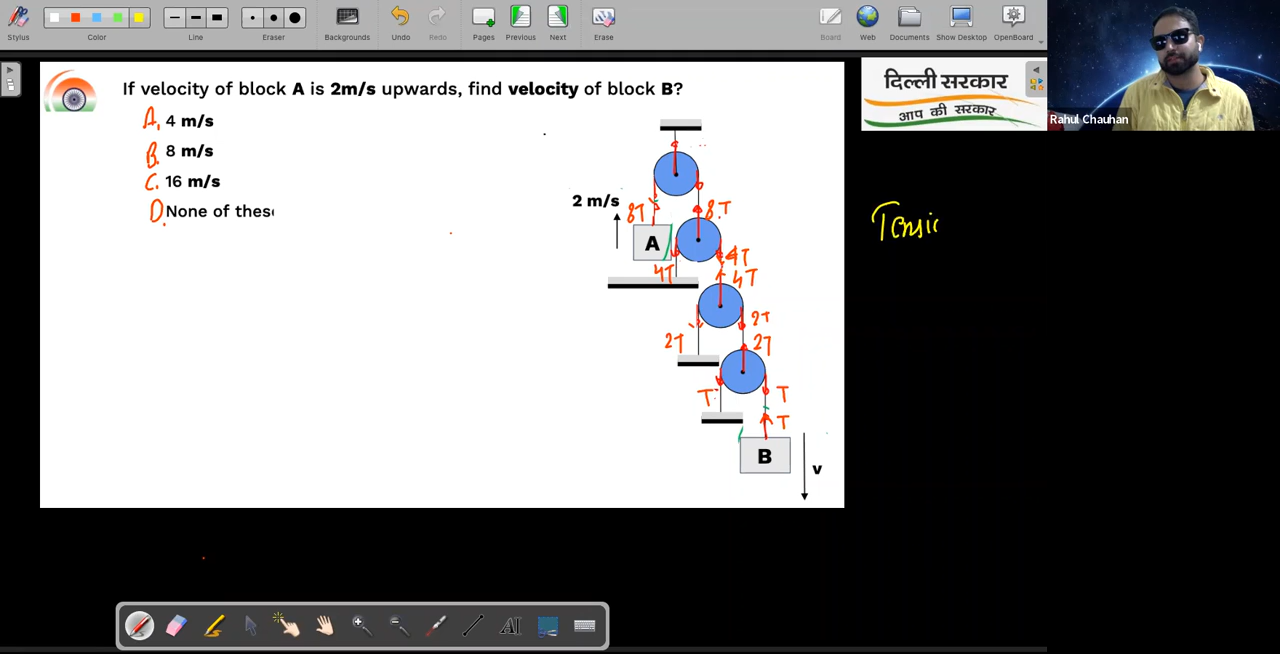 Stylus
Color
Line
Eraser
Backgrounds
Undo
Redo
Pages
Previous
Next
Erase
Board
Web
Documents
Show Desktop
OpenBoard
If velocity of block A is 2m/s upwards, find velocity of block B?
A. 4 m/s
B. 8 m/s
C. 16 m/s
D. None of these
2 m/s
8T
8T
A
4T
4T
4T
2T
2T
2T
T
T
T
B
v
दिल्ली सरकार
आप की सरकार
Rahul Chauhan
AI